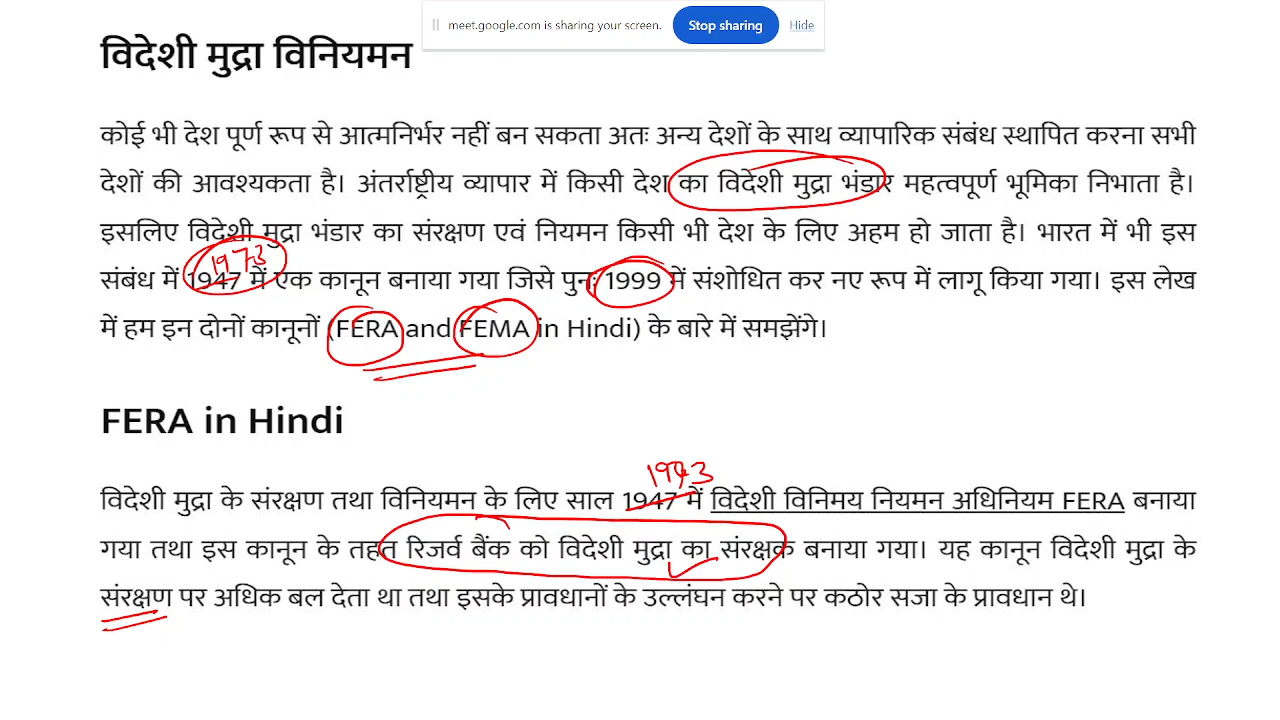 meet.google.com is sharing your screen. Stop sharing Hide
विदेशी मुद्रा विनियमन
कोई भी देश पूर्ण रूप से आत्मनिर्भर नहीं बन सकता अतः अन्य देशों के साथ व्यापारिक संबंध स्थापित करना सभी
देशों की आवश्यकता है। अंतर्राष्ट्रीय व्यापार में किसी देश का विदेशी मुद्रा भंडार महत्वपूर्ण भूमिका निभाता है।
इसलिए विदेशी मुद्रा भंडार का संरक्षण एवं नियमन किसी भी देश के लिए अहम हो जाता है। भारत में भी इस
1973
संबंध में 1947 में एक कानून बनाया गया जिसे पुनः 1999 में संशोधित कर नए रूप में लागू किया गया। इस लेख
में हम इन दोनों कानूनों (FERA and FEMA in Hindi) के बारे में समझेंगे।
FERA in Hindi
विदेशी मुद्रा के संरक्षण तथा विनियमन के लिए साल 1947 में विदेशी विनिमय नियमन अधिनियम FERA बनाया
गया तथा इस कानून के तहत रिजर्व बैंक को विदेशी मुद्रा का संरक्षक बनाया गया। यह कानून विदेशी मुद्रा के
संरक्षण पर अधिक बल देता था तथा इसके प्रावधानों के उल्लंघन करने पर कठोर सजा के प्रावधान थे।